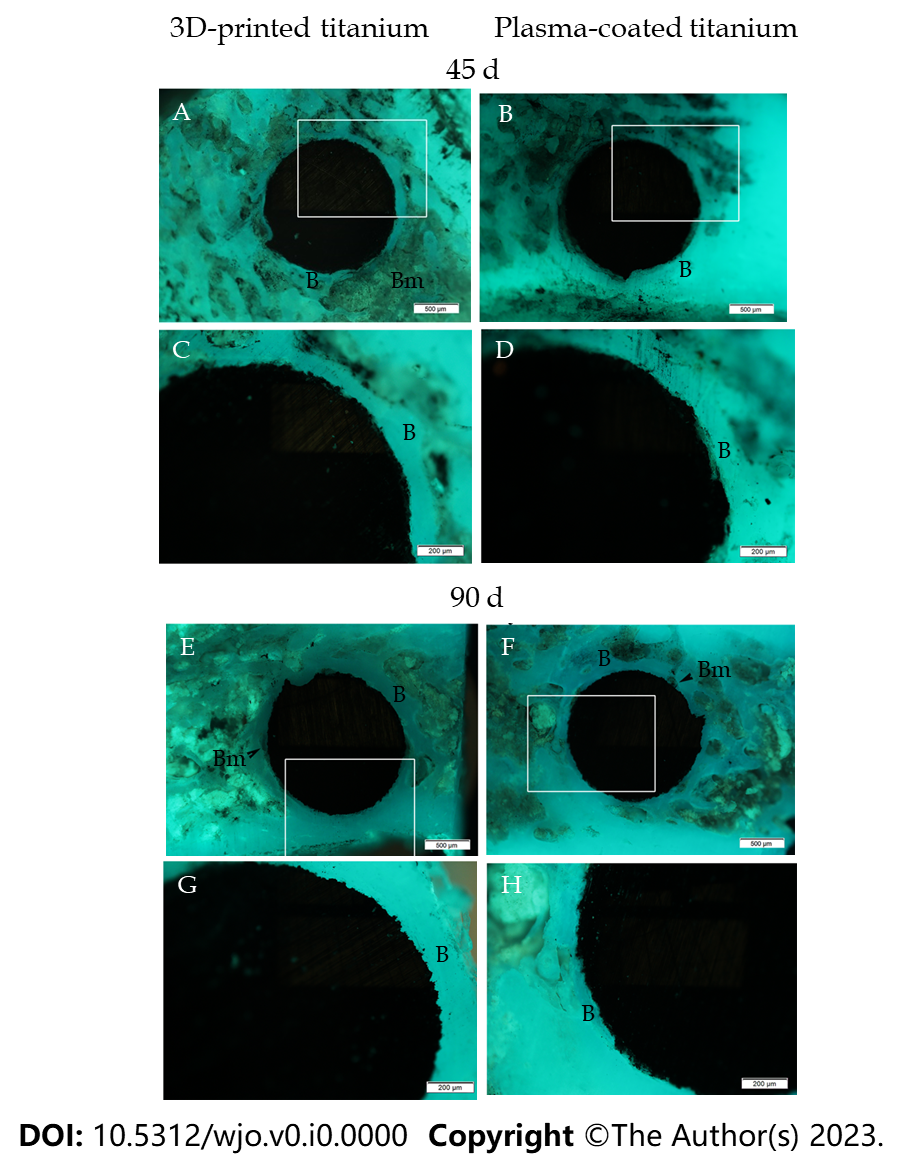 3D-printed titanium Plasma-coated titanium
45 d
A B
B Bm B
500 µm 500 µm
C D
B B
200 µm 200 µm
90 d
E F
B B Bm
Bm
500 µm 500 µm
G H
B B
200 µm 200 µm
DOI: 10.5312/wjo.v0.i0.0000 Copyright ©The Author(s) 2023.